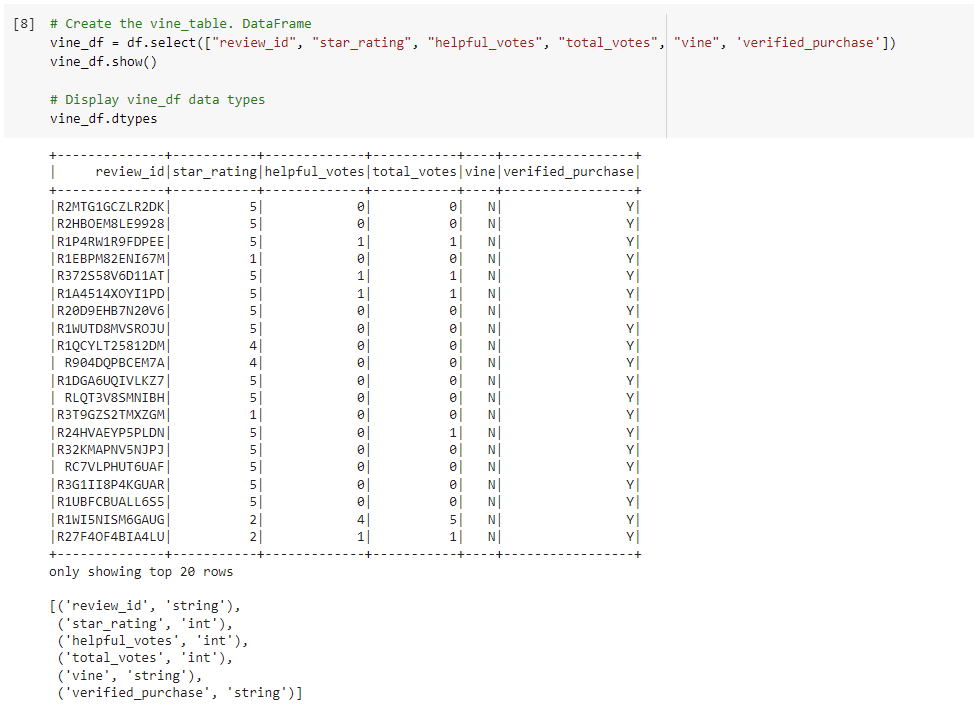 [8] # Create the vine_table. DataFrame
vine_df = df.select(["review_id", "star_rating", "helpful_votes", "total_votes", "vine", 'verified_purchase'])
vine_df.show()
# Display vine_df data types
vine_df.dtypes
+--------------+-----------+-------------+-----------+----+-----------------+
|     review_id|star_rating|helpful_votes|total_votes|vine|verified_purchase|
+--------------+-----------+-------------+-----------+----+-----------------+
|R2MTG1GCZLR2DK|          5|            0|          0|   N|                Y|
|R2HBOEM8LE9928|          5|            0|          0|   N|                Y|
|R1P4RW1R9FDPEE|          5|            1|          1|   N|                Y|
|R1EBPM82ENI67M|          1|            0|          0|   N|                Y|
|R372S58V6D11AT|          5|            1|          1|   N|                Y|
|R1A4514XOYI1PD|          5|            1|          1|   N|                Y|
|R20D9EHB7N20V6|          5|            0|          0|   N|                Y|
|R1WUTD8MVSROJU|          5|            0|          0|   N|                Y|
|R1QCYLT25812DM|          4|            0|          0|   N|                Y|
| R904DQPBCEM7A|          4|            0|          0|   N|                Y|
|R1DGA6UQIVLKZ7|          5|            0|          0|   N|                Y|
| RLQT3V8SMNIBH|          5|            0|          0|   N|                Y|
|R3T9GZS2TMXZGM|          1|            0|          0|   N|                Y|
|R24HVAEYP5PLDN|          5|            0|          1|   N|                Y|
|R32KMAPNV5NJPJ|          5|            0|          0|   N|                Y|
| RC7VLPHUT6UAF|          5|            0|          0|   N|                Y|
|R3G1II8P4KGUAR|          5|            0|          0|   N|                Y|
|R1UBFCBUALL6S5|          5|            0|          0|   N|                Y|
|R1WI5NISM6GAUG|          2|            4|          5|   N|                Y|
|R27F4OF4BIA4LU|          2|            1|          1|   N|                Y|
+--------------+-----------+-------------+-----------+----+-----------------+
only showing top 20 rows
[('review_id', 'string'),
('star_rating', 'int'),
('helpful_votes', 'int'),
('total_votes', 'int'),
('vine', 'string'),
('verified_purchase', 'string')]